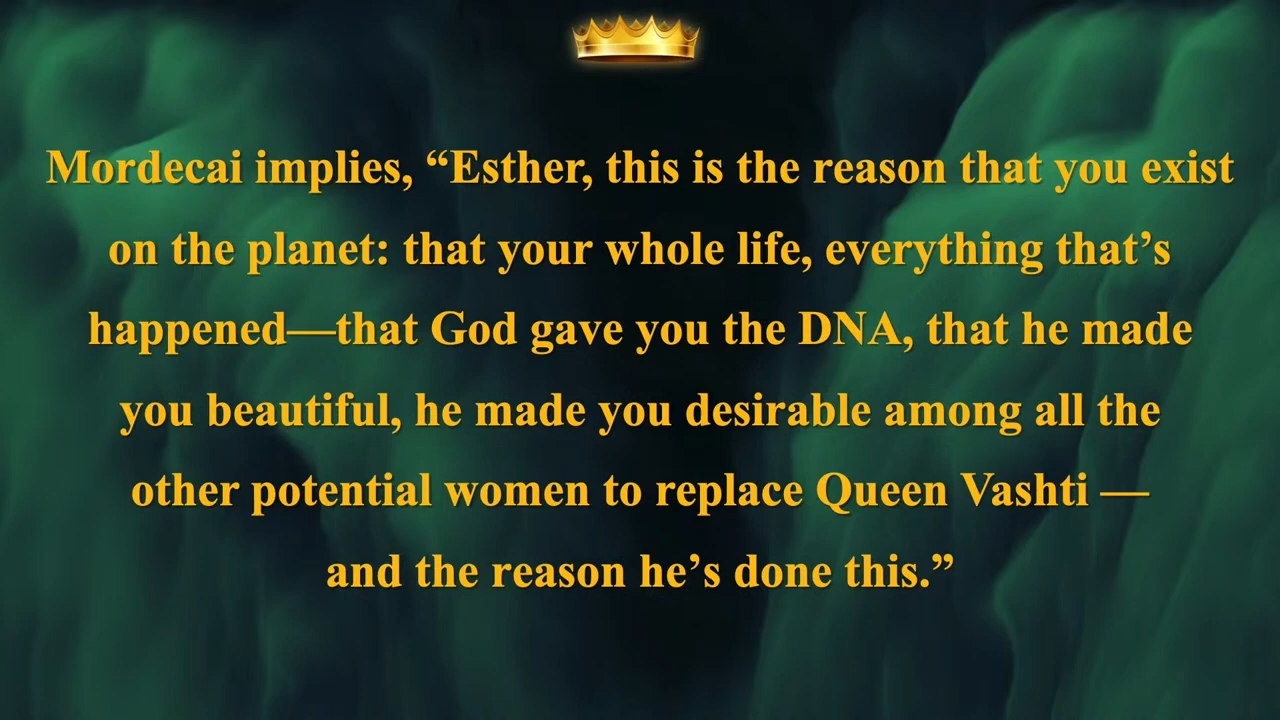 Mordecai implies, “Esther, this is the reason that you exist
on the planet: that your whole life, everything that’s
happened—that God gave you the DNA, that he made
you beautiful, he made you desirable among all the
other potential women to replace Queen Vashti —
and the reason he’s done this.”